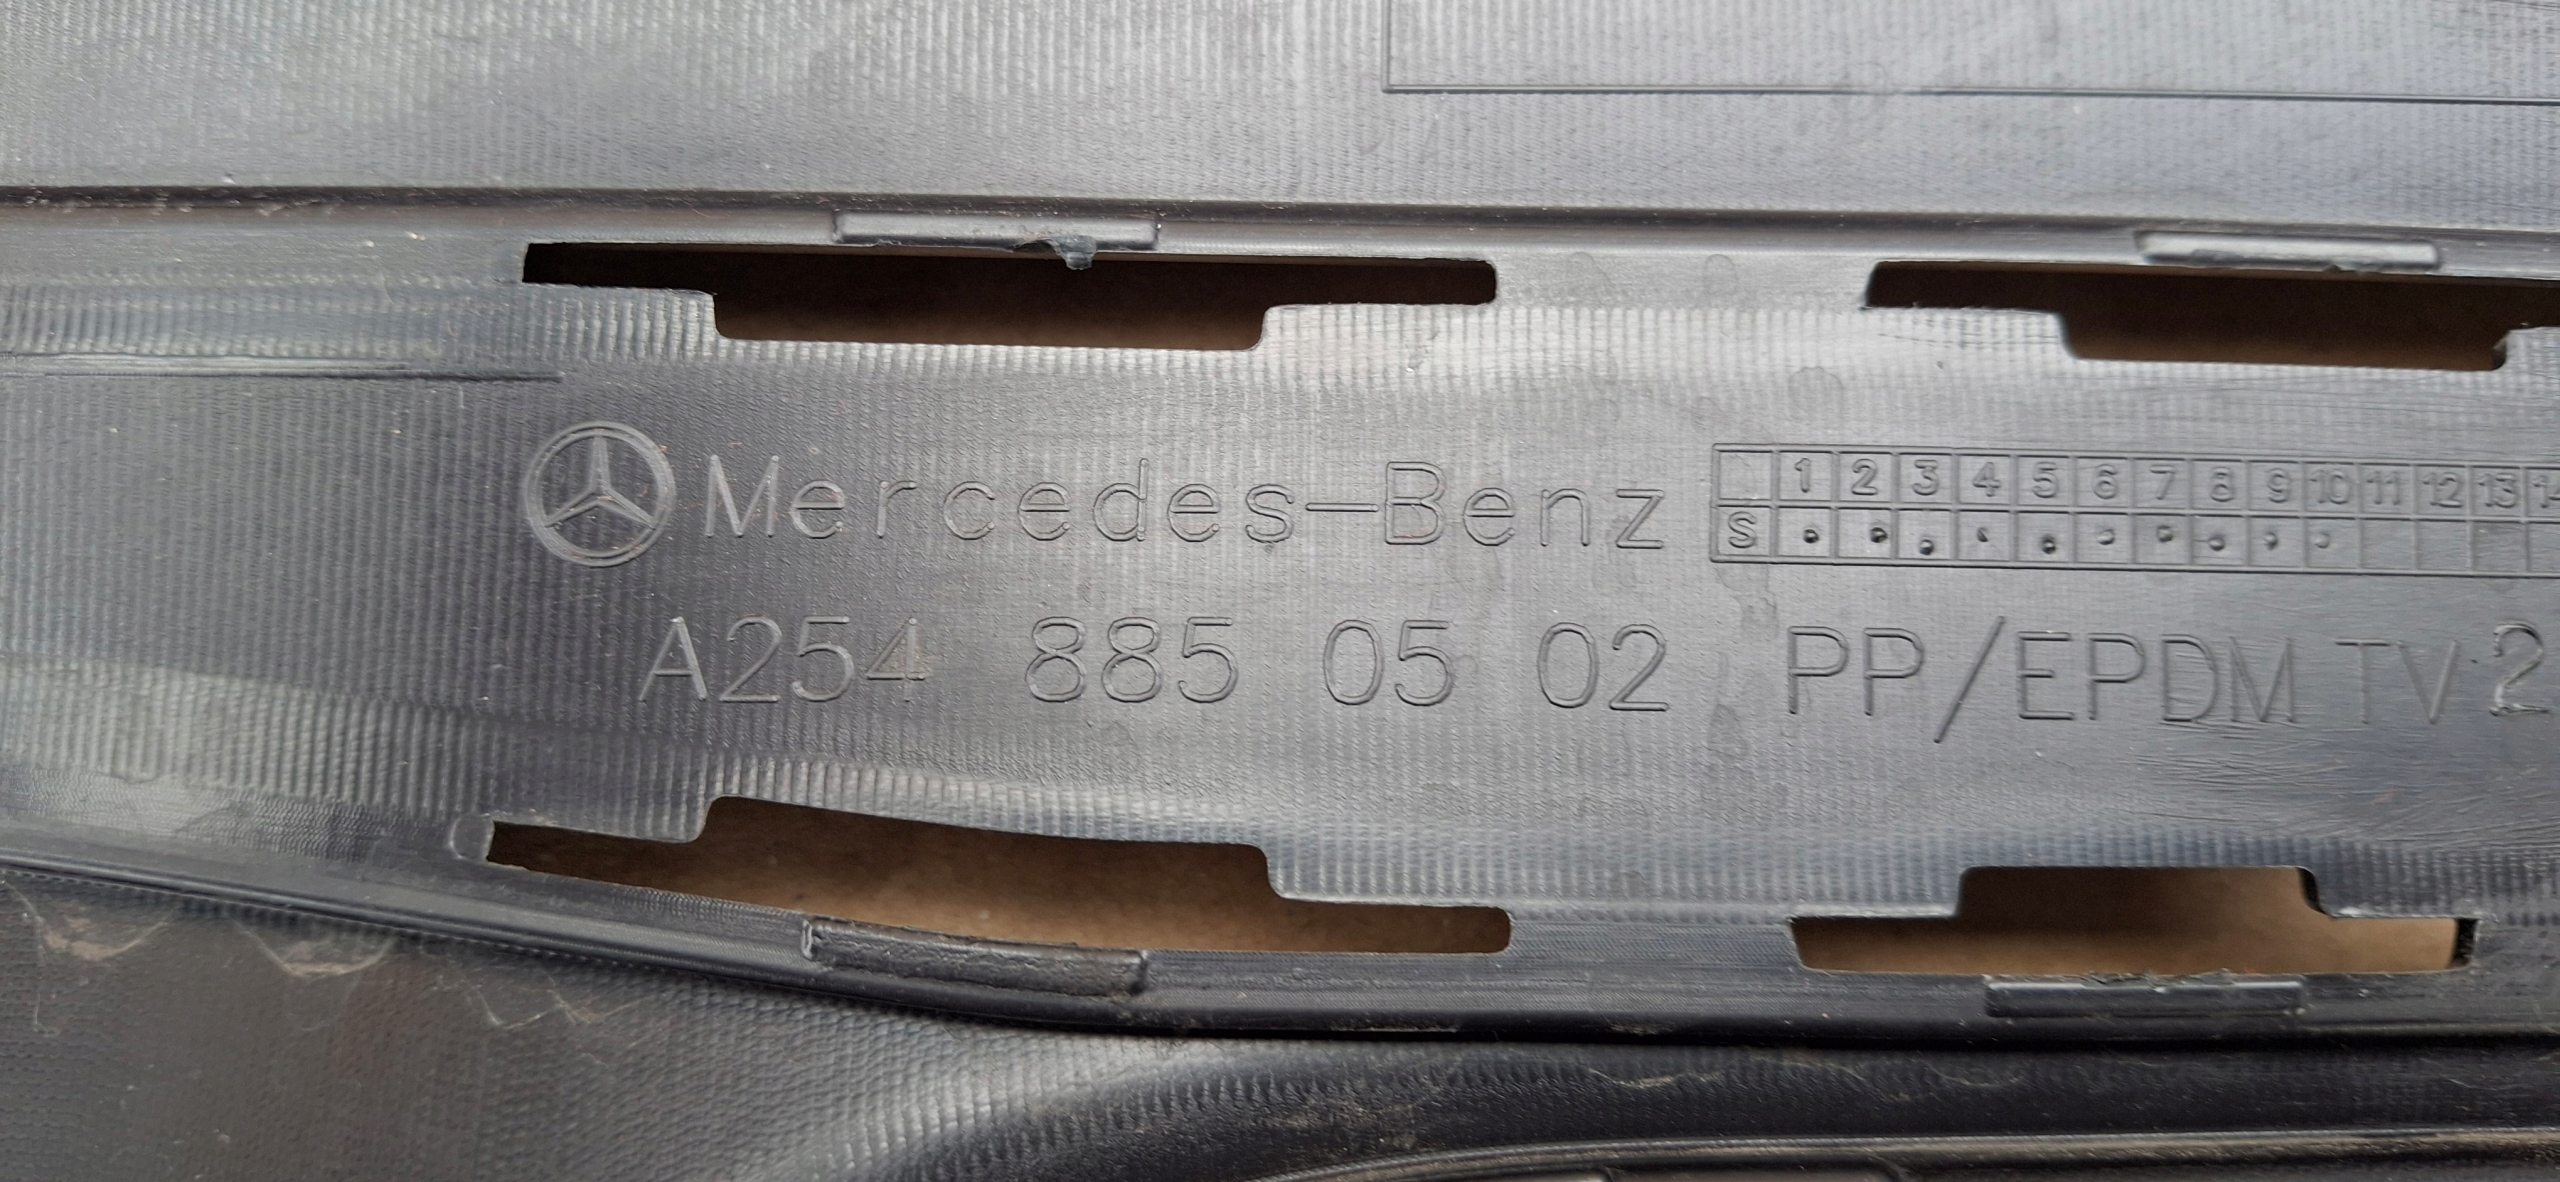 Mercedes-Benz
1 2 3 4 5 6 7 8 9 10 11 12 13 14
S
A254 885 05 02 PP/EPDM TV2